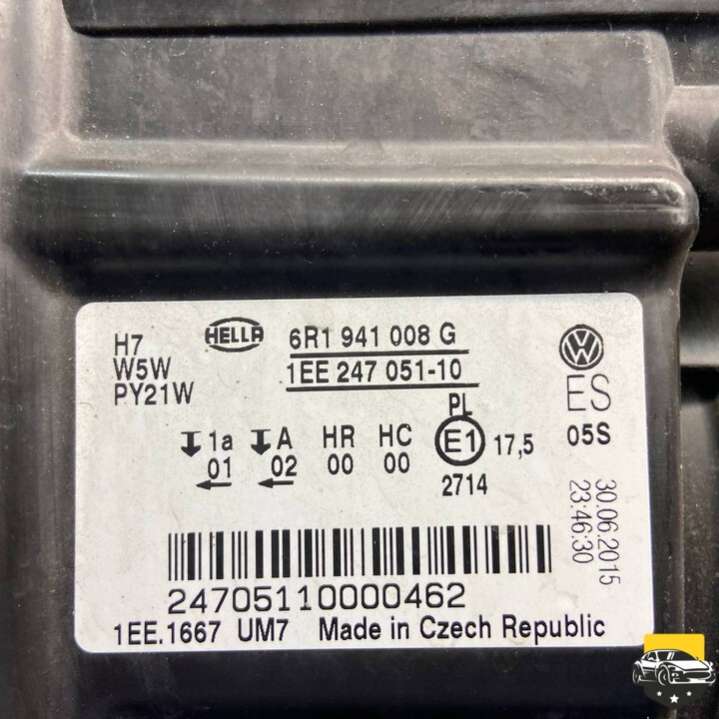 H7
W5W
PY21W
HELLA
6R1 941 008 G
1EE 247 051-10
VW
ES
05S
1a
01
A
02
HR
00
HC
00
PL
E1
17,5
2714
30.06.2015
23:46:30
24705110000462
1EE.1667 UM7 Made in Czech Republic